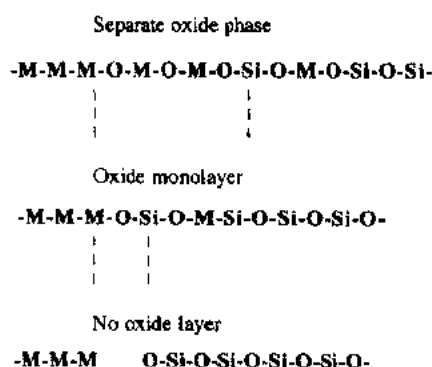 Separate oxide phase
-M-M-M-O-M-O-M-O-Si-O-M-O-Si-O-Si-
Oxide monolayer
-M-M-M-O-Si-O-M-Si-O-Si-O-Si-O-
No oxide layer
-M-M-M O-Si-O-Si-O-Si-O-Si-O-